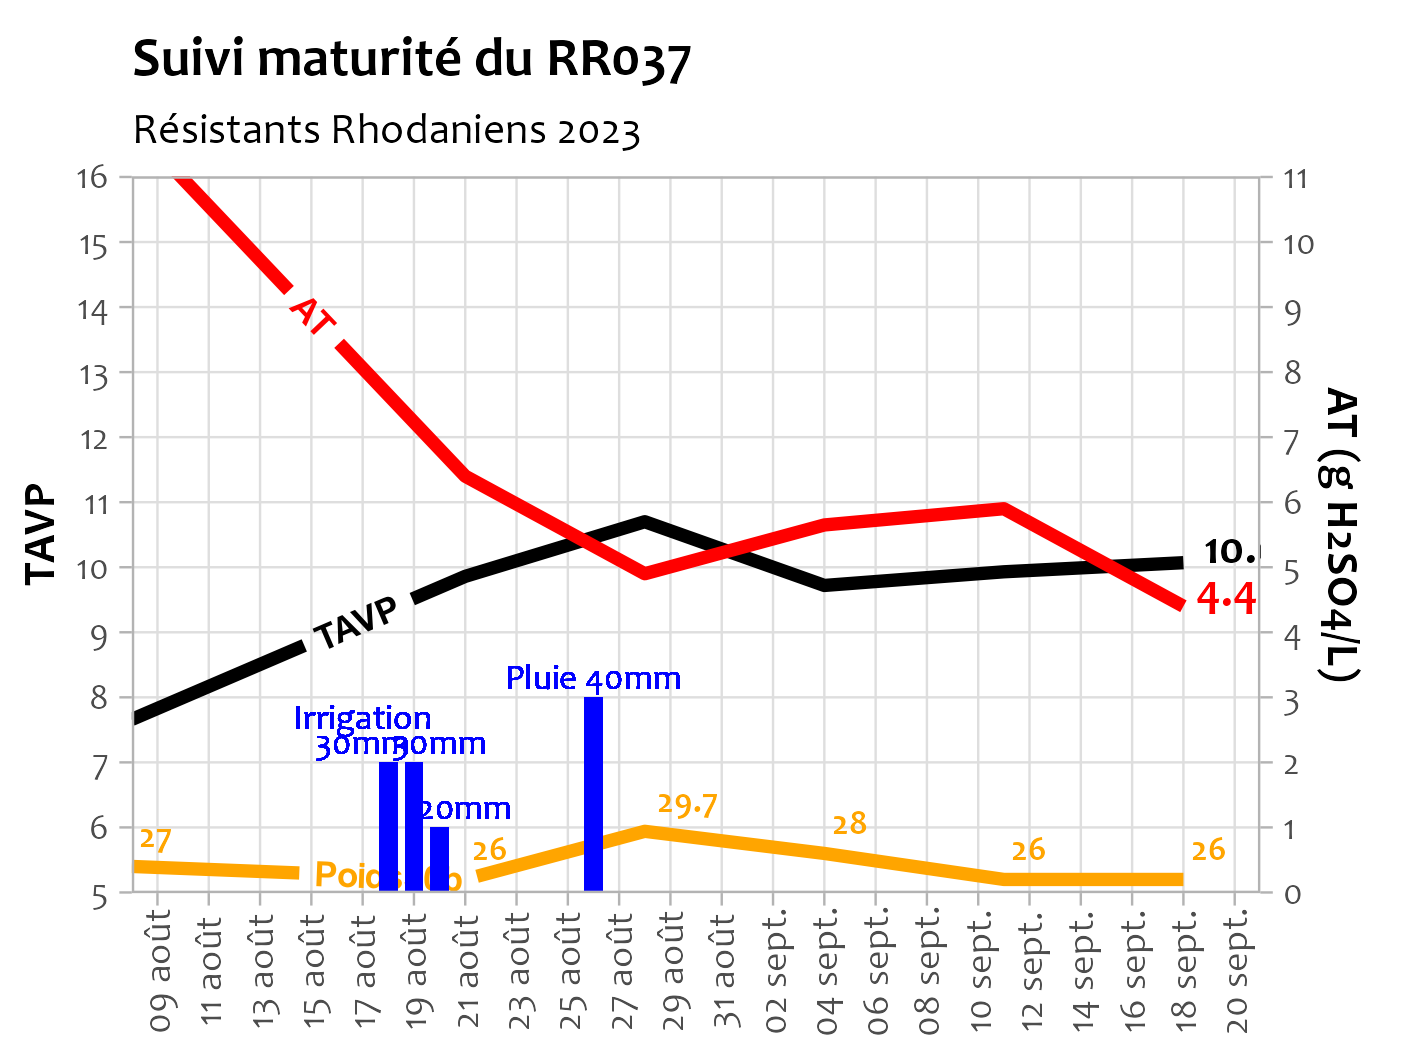 Suivi maturité du RR037
Résistants Rhodaniens 2023
TAVP
16
15
14
13
12
11
10
9
8
7
6
5
11
10
9
8
7
6
5
4
3
2
1
0
AT (g H2SO4/L)
AT
TAVP
10.
4.4
Pluie 40mm
Irrigation
30mm
30mm
20mm
27
26
29.7
28
26
26
Poids
09 août
11 août
13 août
15 août
17 août
19 août
21 août
23 août
25 août
27 août
29 août
31 août
02 sept.
04 sept.
06 sept.
08 sept.
10 sept.
12 sept.
14 sept.
16 sept.
18 sept.
20 sept.